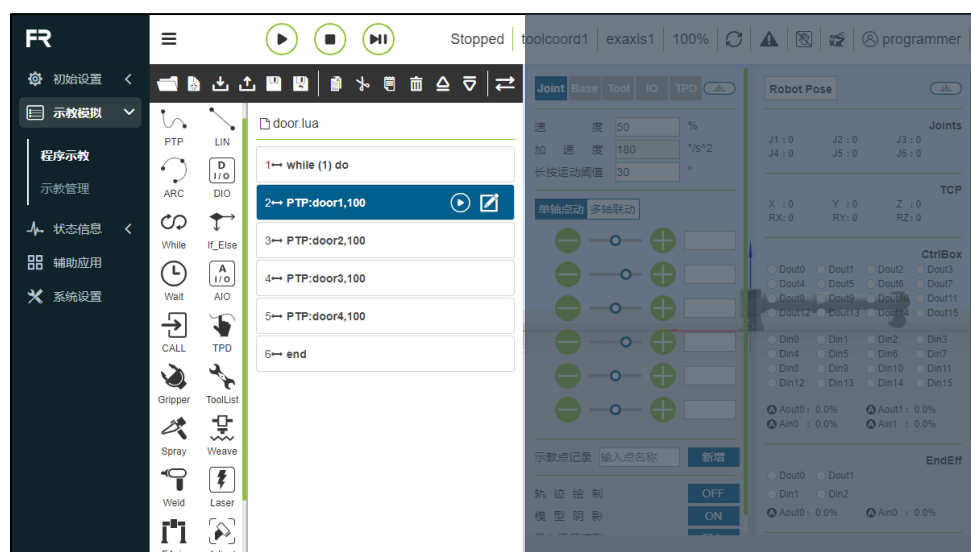 FR
Stopped toolcoord1 exaxis1 100% programmer
初始设置
示教模拟
程序示教
示教管理
状态信息
辅助应用
系统设置
PTP LIN
ARC DIO
While If_Else
Wait AIO
CALL TPD
Gripper ToolList
Spray Weave
Weld Laser
door.lua
1 while (1) do
2 PTP:door1,100
3 PTP:door2,100
4 PTP:door3,100
5 PTP:door4,100
6 end
Joint Base Tool IO TPD
速 度 50 %
加 速 度 180 °/s^2
长按运动阈值 30 °
单轴点动 多轴联动
示教点记录 输入点名称 新增
轨 迹 绘 制 OFF
模 型 阴 影 ON
Robot Pose
Joints
J1 : 0 J2 : 0 J3 : 0
J4 : 0 J5 : 0 J6 : 0
TCP
X : 0 Y : 0 Z : 0
RX: 0 RY: 0 RZ: 0
CtrlBox
Dout0 Dout1 Dout2 Dout3
Dout4 Dout5 Dout6 Dout7
Dout8 Dout9 Dout10 Dout11
Dout12 Dout13 Dout14 Dout15
Din0 Din1 Din2 Din3
Din4 Din5 Din6 Din7
Din8 Din9 Din10 Din11
Din12 Din13 Din14 Din15
Aout0 : 0.0% Aout1 : 0.0%
Ain0 : 0.0% Ain1 : 0.0%
EndEff
Dout0 Dout1
Din1 Din2
Aout0 : 0.0% Ain0 : 0.0%